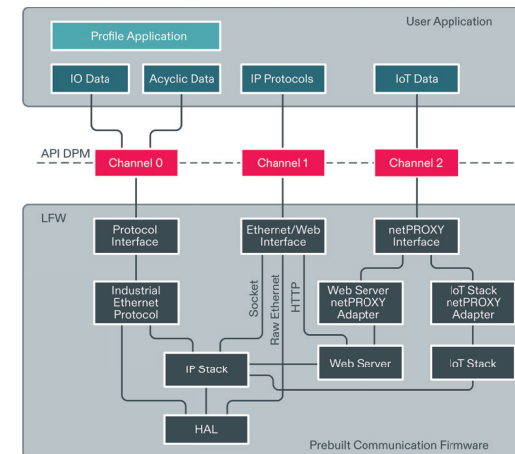 User Application
Profile Application
IO Data
Acyclic Data
IP Protocols
IoT Data
API DPM
Channel 0
Channel 1
Channel 2
LFW
Protocol
Interface
Ethernet/Web
Interface
netPROXY
Interface
Industrial
Ethernet
Protocol
Socket
Raw Ethernet
HTTP
Web Server
netPROXY
Adapter
IoT Stack
netPROXY
Adapter
IP Stack
Web Server
IoT Stack
HAL
Prebuilt Communication Firmware